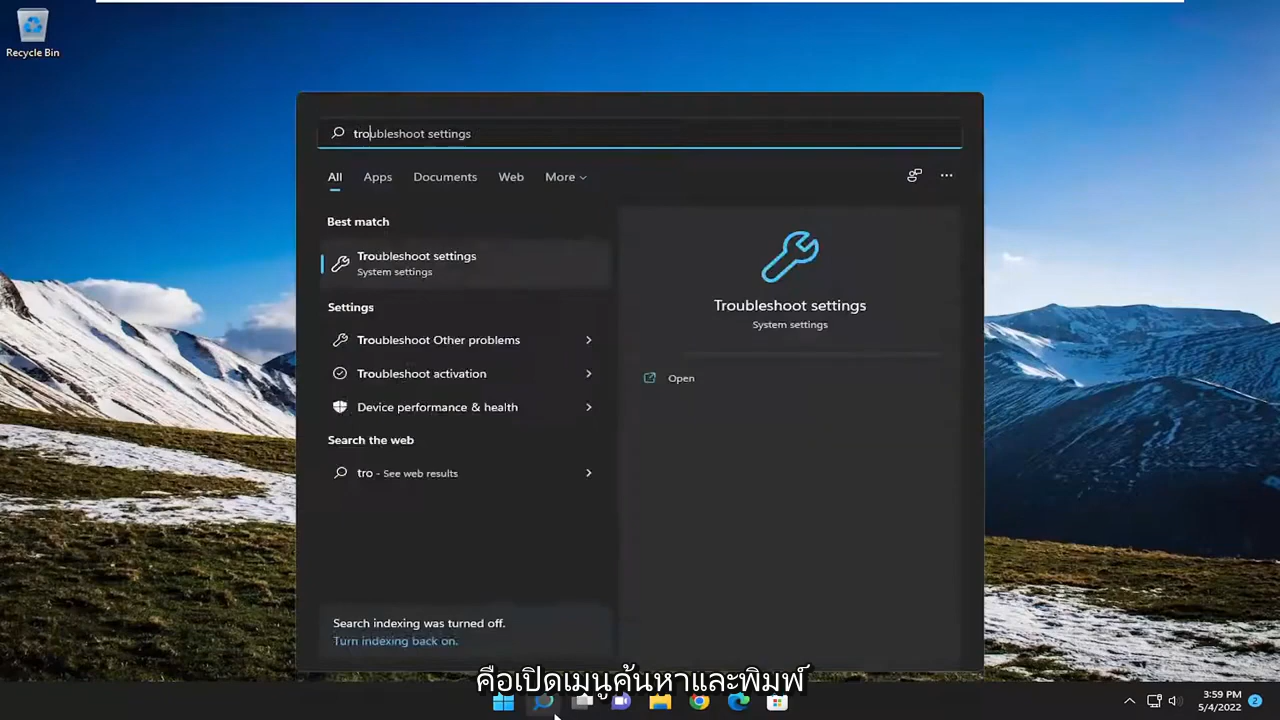 Recycle Bin
troubleshoot settings
All Apps Documents Web More
Best match
Troubleshoot settings
System settings
Settings
Troubleshoot Other problems
Troubleshoot activation
Device performance & health
Search the web
tro - See web results
Search indexing was turned off.
Turn indexing back on.
Troubleshoot settings
System settings
Open
คือเปิดเมนูค้นหาและพิมพ์
3:59 PM
5/4/2022
2